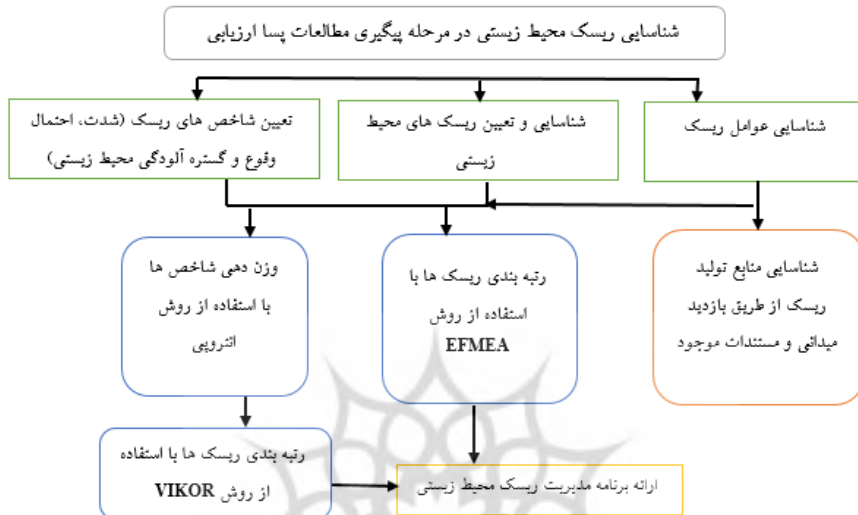 شناسایی ریسک محیط زیستی در مرحله پیگیری مطالعات پسا ارزیابی
شناسایی عوامل ریسک
شناسایی و تعیین ریسک های محیط
زیستی
تعیین شاخص های ریسک (شدت، احتمال
وقوع و گستره آلودگی محیط زیستی)
شناسایی منابع تولید
ریسک از طریق بازدید
میدانی و مستندات موجود
رتبه بندی ریسک ها با
استفاده از روش
EFMEA
وزن دهی شاخص ها
با استفاده از روش
انتروپی
رتبه بندی ریسک ها با استفاده
از روش VIKOR
ارائه برنامه مدیریت ریسک محیط زیستی